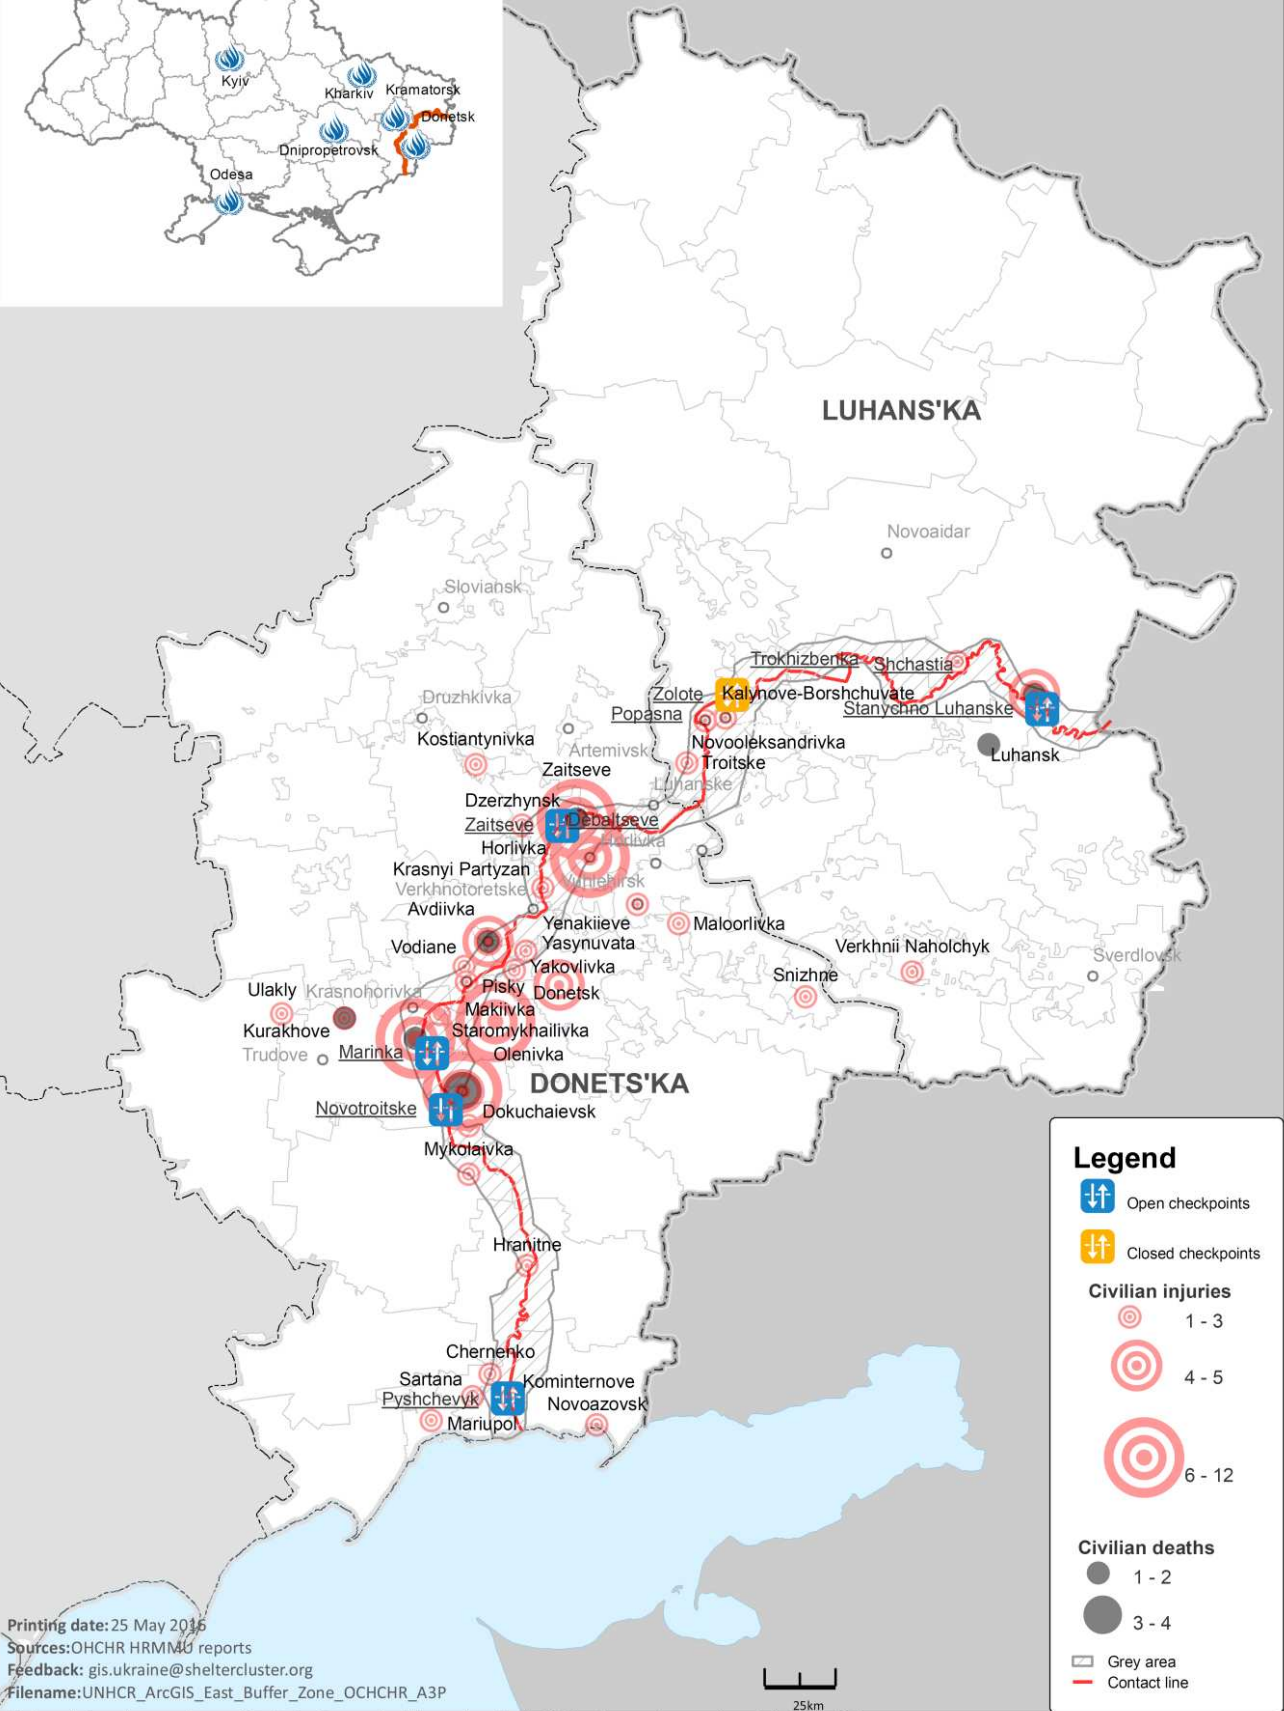 Kyiv
Kharkiv
Kramatorsk
Donetsk
Dnipropetrovsk
Odesa
LUHANS'KA
Novoaidar
Sloviansk
Trokhizbenka
Shchastia
Zolote
Kalynove-Borshchuvate
Druzhkivka
Popasna
Stanychno Luhanske
Kostiantynivka
Artemivsk
Novooleksandrivka
Luhansk
Zaitseve
Troitske
Luhanske
Dzerzhynsk
Zaitseve
Debaltseve
Horlivka
Horlivka
Krasnyi Partyzan
Verkhnotoretske
Vuhlehirsk
Avdiivka
Yenakiieve
Maloorlivka
Vodiane
Yasynuvata
Verkhnii Naholchyk
Sverdlovsk
Yakovlivka
Snizhne
Ulakly
Krasnohorivka
Pisky
Donetsk
Makiivka
Kurakhove
Staromykhailivka
Trudove
Marinka
Olenivka
DONETS'KA
Novotroitske
Dokuchaievsk
Mykolaivka
Hranitne
Chernenko
Sartana
Kominternove
Pyshchevyk
Novoazovsk
Mariupol
Legend
Open checkpoints
Closed checkpoints
Civilian injuries
1 - 3
4 - 5
6 - 12
Civilian deaths
1 - 2
3 - 4
Grey area
Contact line
Printing date: 25 May 2016
Sources:OHCHR HRMMU reports
Feedback: gis.ukraine@sheltercluster.org
Filename:UNHCR_ArcGIS_East_Buffer_Zone_OCHCHR_A3P
25km